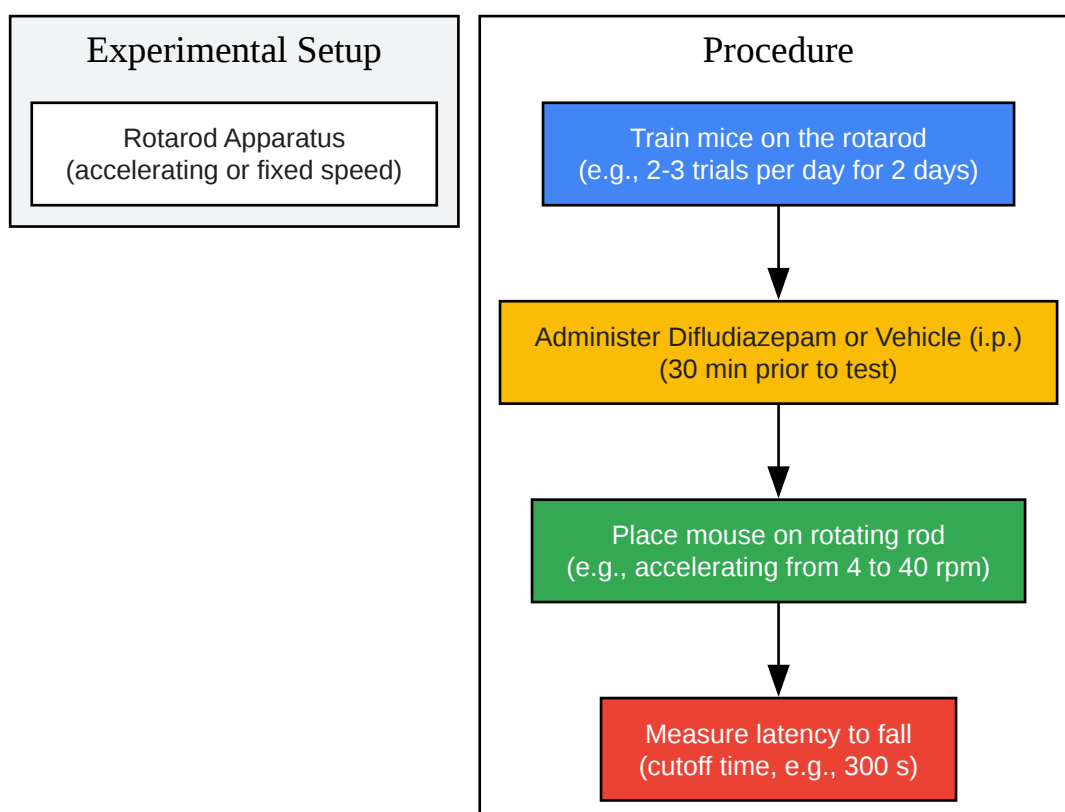 Experimental Setup
Rotarod Apparatus
(accelerating or fixed speed)
Procedure
Train mice on the rotarod
(e.g., 2-3 trials per day for 2 days)
Administer Difludiazepam or Vehicle (i.p.)
(30 min prior to test)
Place mouse on rotating rod
(e.g., accelerating from 4 to 40 rpm)
Measure latency to fall
(cutoff time, e.g., 300 s)